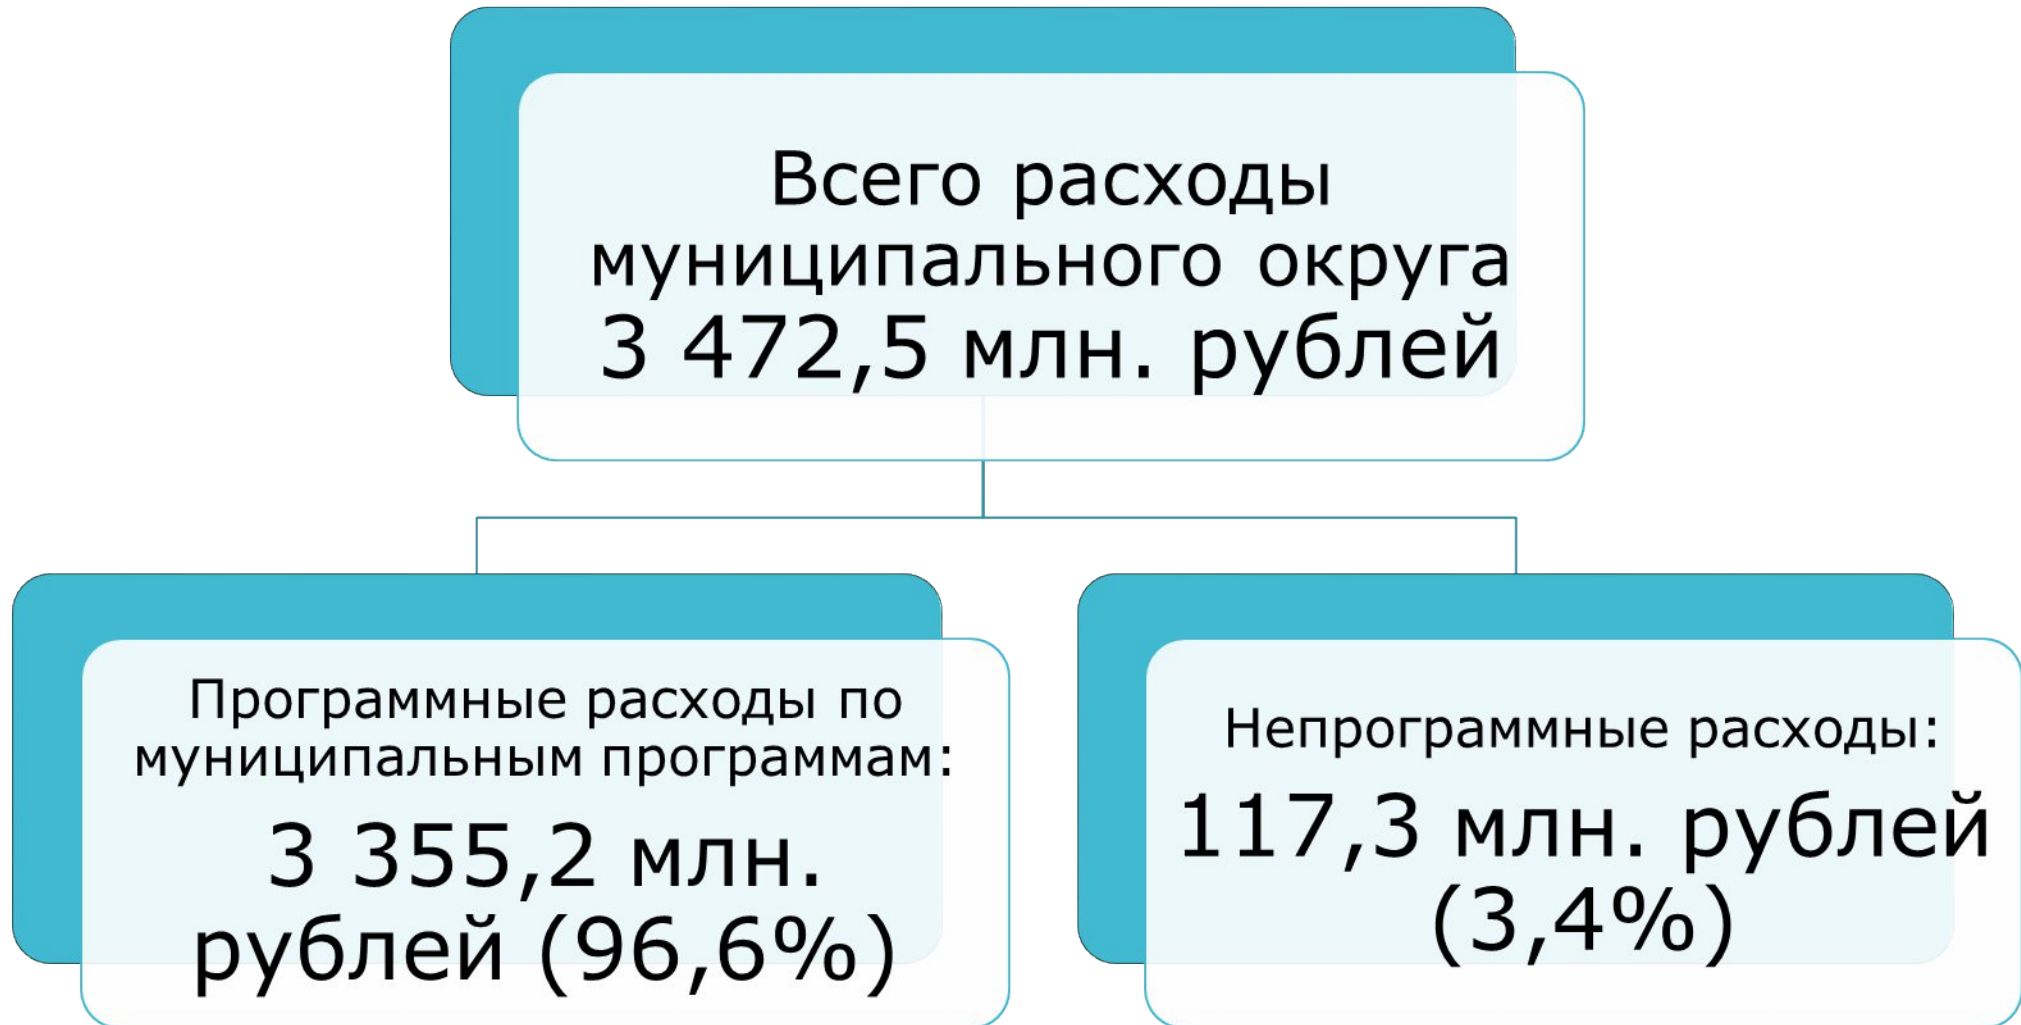 Всего расходы
муниципального округа
3 472,5 млн. рублей
Программные расходы по
муниципальным программам:
3 355,2 млн.
рублей (96,6%)
Непрограммные расходы:
117,3 млн. рублей
(3,4%)